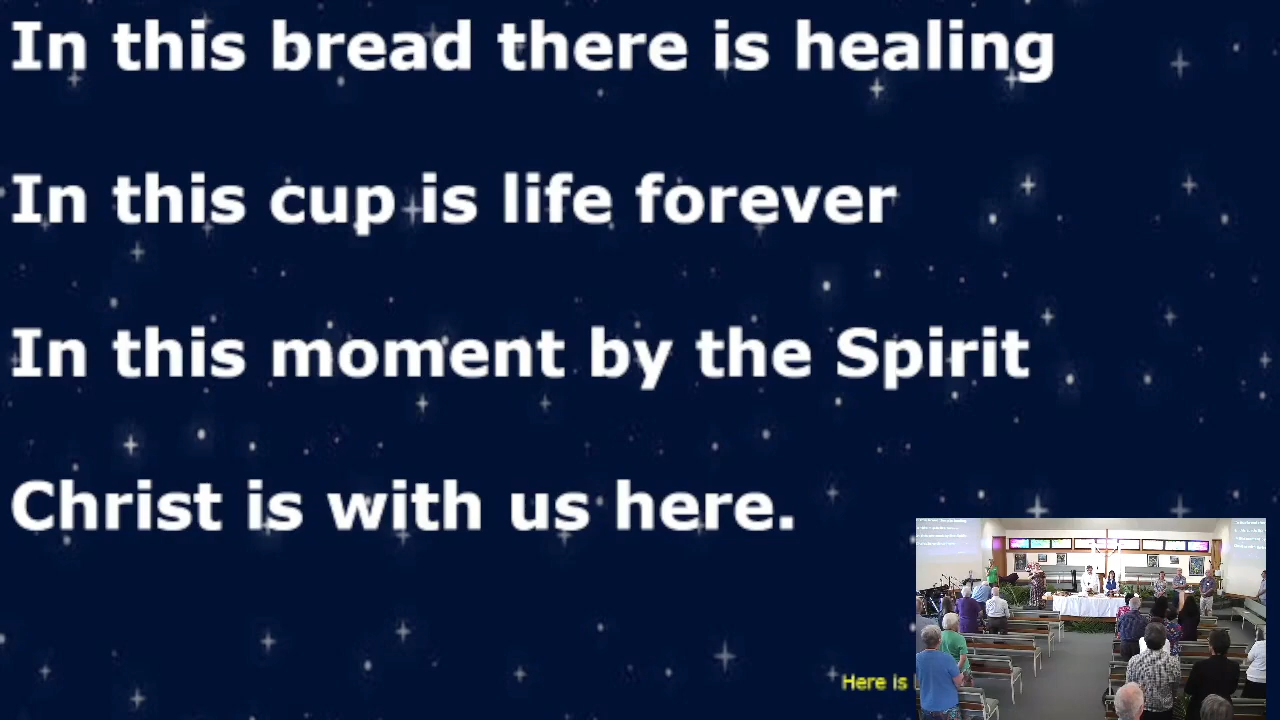 In this bread there is healing
In this cup is life forever
In this moment by the Spirit
Christ is with us here.
Here is